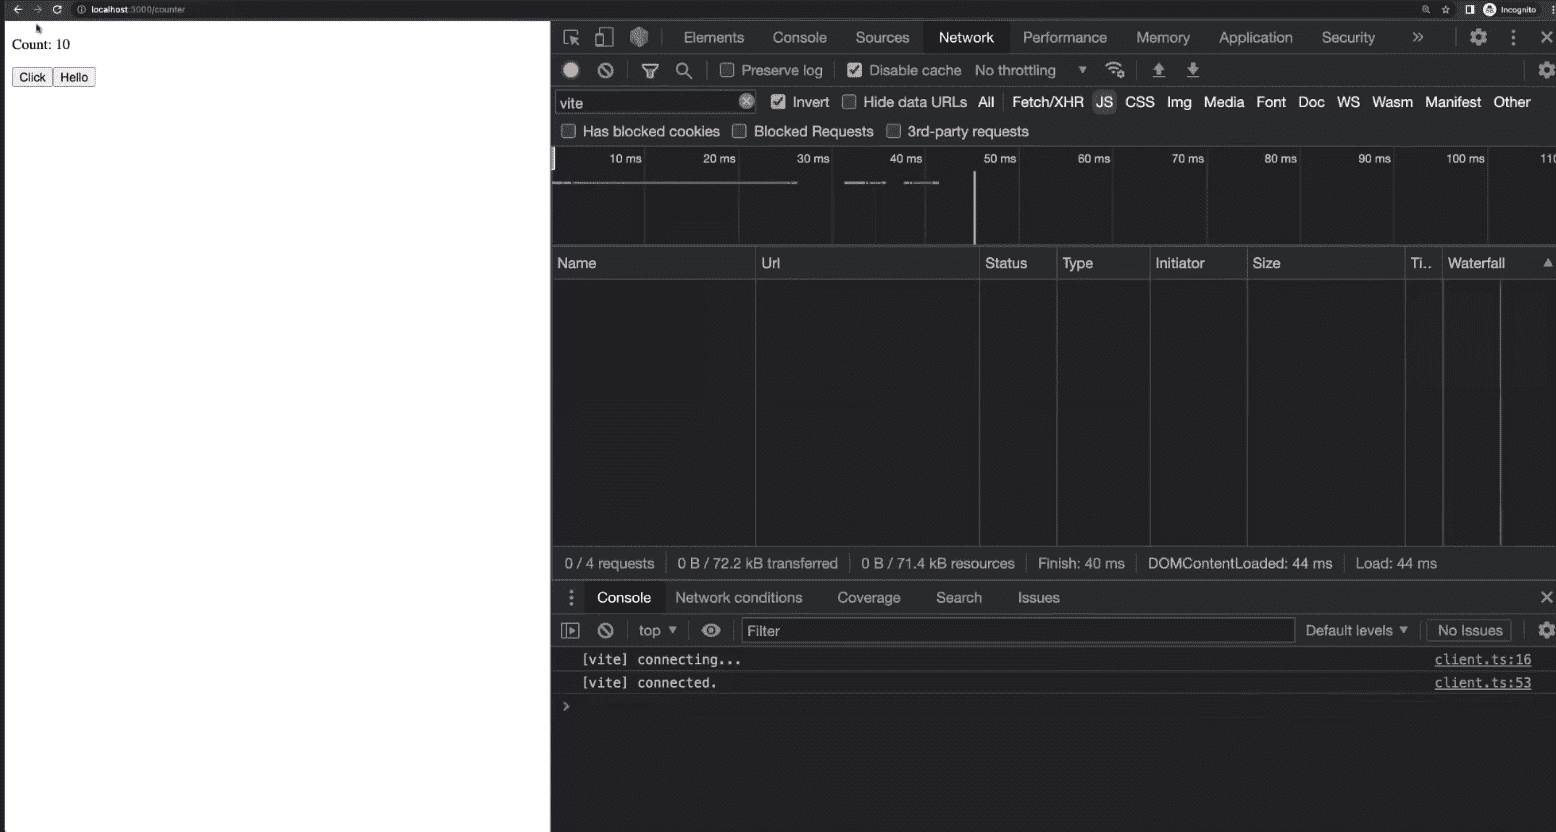 localhost:3000/counter
Incognito
Count: 10
Click Hello
Elements Console Sources Network Performance Memory Application Security »
Preserve log Disable cache No throttling
vite Invert Hide data URLs All Fetch/XHR JS CSS Img Media Font Doc WS Wasm Manifest Other
Has blocked cookies Blocked Requests 3rd-party requests
10 ms 20 ms 30 ms 40 ms 50 ms 60 ms 70 ms 80 ms 90 ms 100 ms 110
Name Url Status Type Initiator Size Ti.. Waterfall
0 / 4 requests 0 B / 72.2 kB transferred 0 B / 71.4 kB resources Finish: 40 ms DOMContentLoaded: 44 ms Load: 44 ms
Console Network conditions Coverage Search Issues
top Filter Default levels No Issues
[vite] connecting... client.ts:16
[vite] connected. client.ts:53